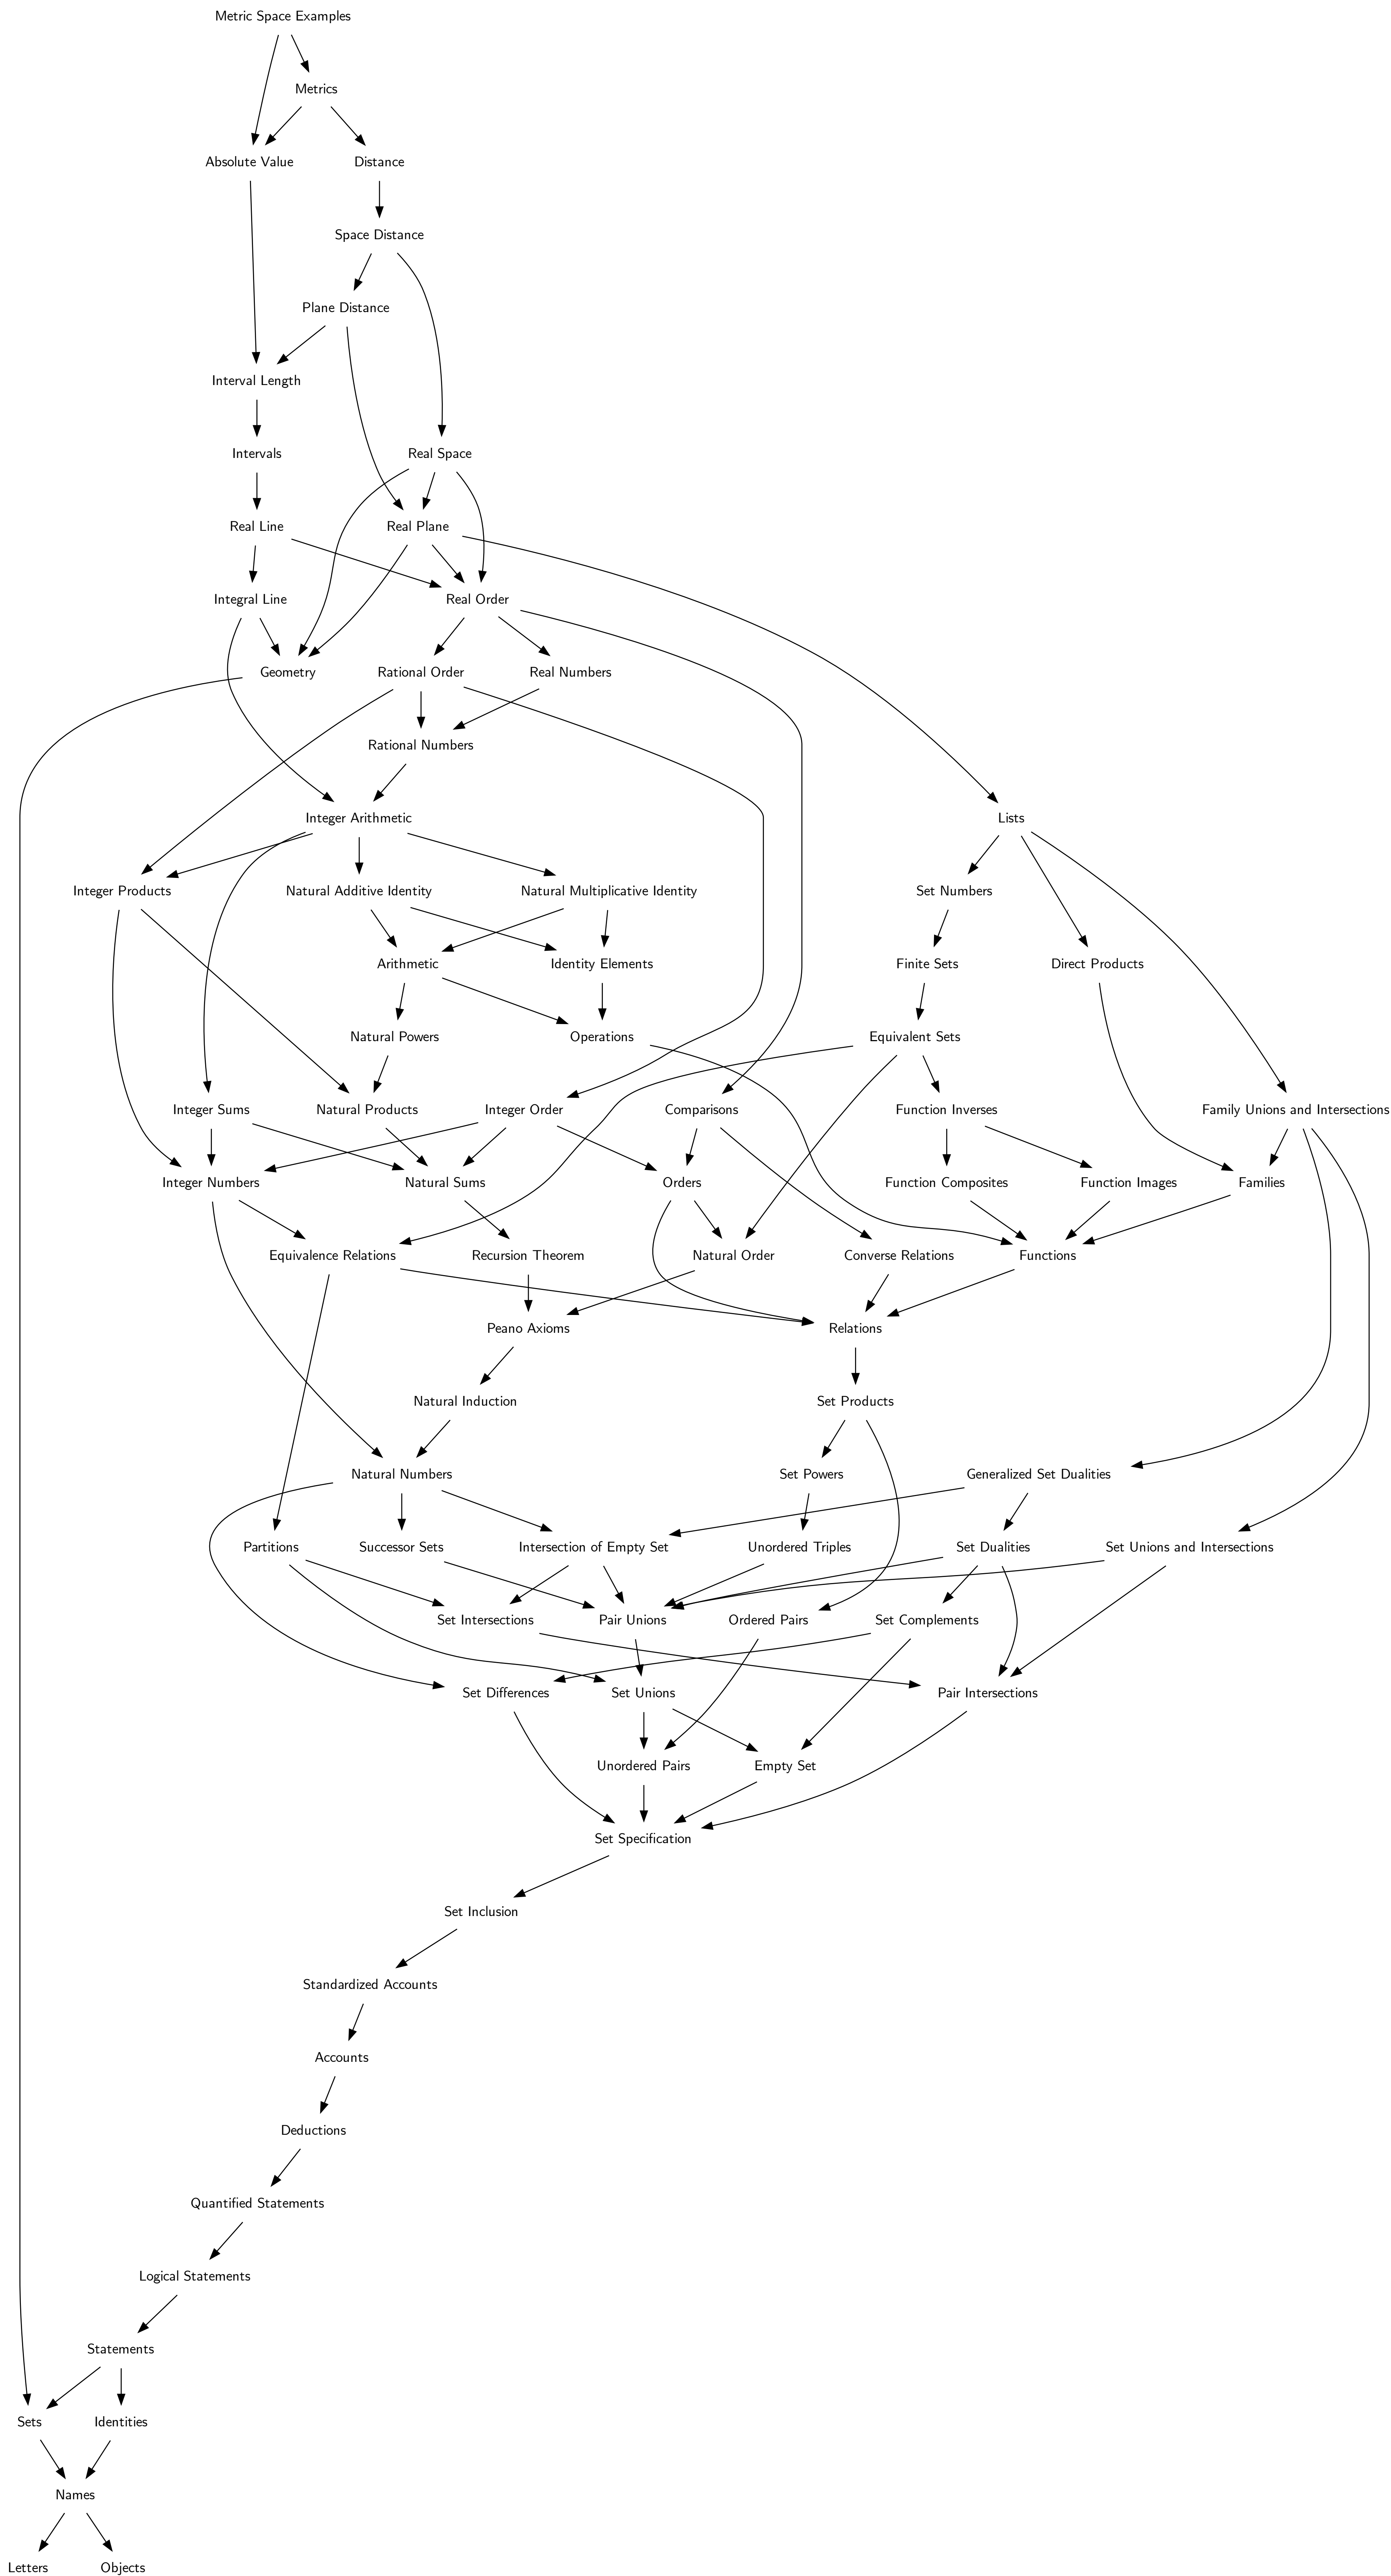 Metric Space Examples
Metrics
Absolute Value
Distance
Space Distance
Plane Distance
Interval Length
Intervals
Real Space
Real Line
Real Plane
Integral Line
Real Order
Geometry
Rational Order
Real Numbers
Rational Numbers
Integer Arithmetic
Lists
Integer Products
Natural Additive Identity
Natural Multiplicative Identity
Set Numbers
Arithmetic
Identity Elements
Finite Sets
Direct Products
Natural Powers
Operations
Equivalent Sets
Integer Sums
Natural Products
Integer Order
Comparisons
Function Inverses
Family Unions and Intersections
Integer Numbers
Natural Sums
Orders
Function Composites
Function Images
Families
Equivalence Relations
Recursion Theorem
Natural Order
Converse Relations
Functions
Peano Axioms
Relations
Natural Induction
Set Products
Natural Numbers
Set Powers
Generalized Set Dualities
Partitions
Successor Sets
Intersection of Empty Set
Unordered Triples
Set Dualities
Set Unions and Intersections
Set Intersections
Pair Unions
Ordered Pairs
Set Complements
Set Differences
Set Unions
Pair Intersections
Unordered Pairs
Empty Set
Set Specification
Set Inclusion
Standardized Accounts
Accounts
Deductions
Quantified Statements
Logical Statements
Statements
Sets
Identities
Names
Letters
Objects